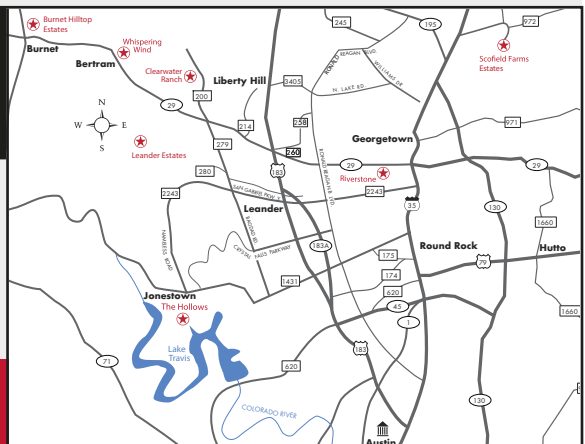 Burnet Hilltop
Estates
Burnet
Whispering
Wind
Bertram
Clearwater
Ranch
Liberty Hill
245
195
972
Scofield Farms
Estates
RONALD REAGAN BLVD.
WILLIAMS DR.
3405
N. LAKE RD.
200
29
N
W E
S
214
258
971
Georgetown
279
260
Leander Estates
280
183
29
Riverstone
29
2243
SAN GABRIEL PKW Y.
2243
RONALD REAGAN BLVD
35
130
Leander
1660
BAGDAD RD.
NAMELESS ROAD
CRYSTAL FALLS PARKWAY
183A
Round Rock
Hutto
175
79
174
1431
620
Jonestown
The Hollows
45
1
1660
Lake
Travis
71
183
620
130
COLORADO RIVER
Austin